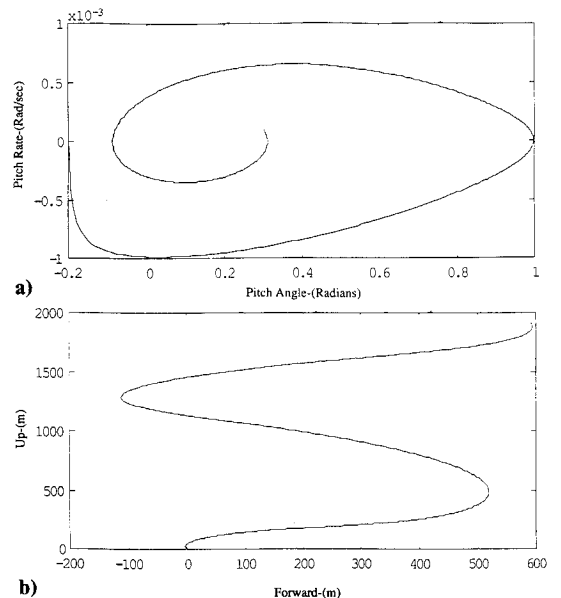 x10-3
1
0.5
0
-0.5
-1
Pitch Rate-(Rad/sec)
-0.2 0 0.2 0.4 0.6 0.8 1
Pitch Angle-(Radians)
a)
2000
1500
1000
500
0
Up-(m)
-200 -100 0 100 200 300 400 500 600
Forward-(m)
b)